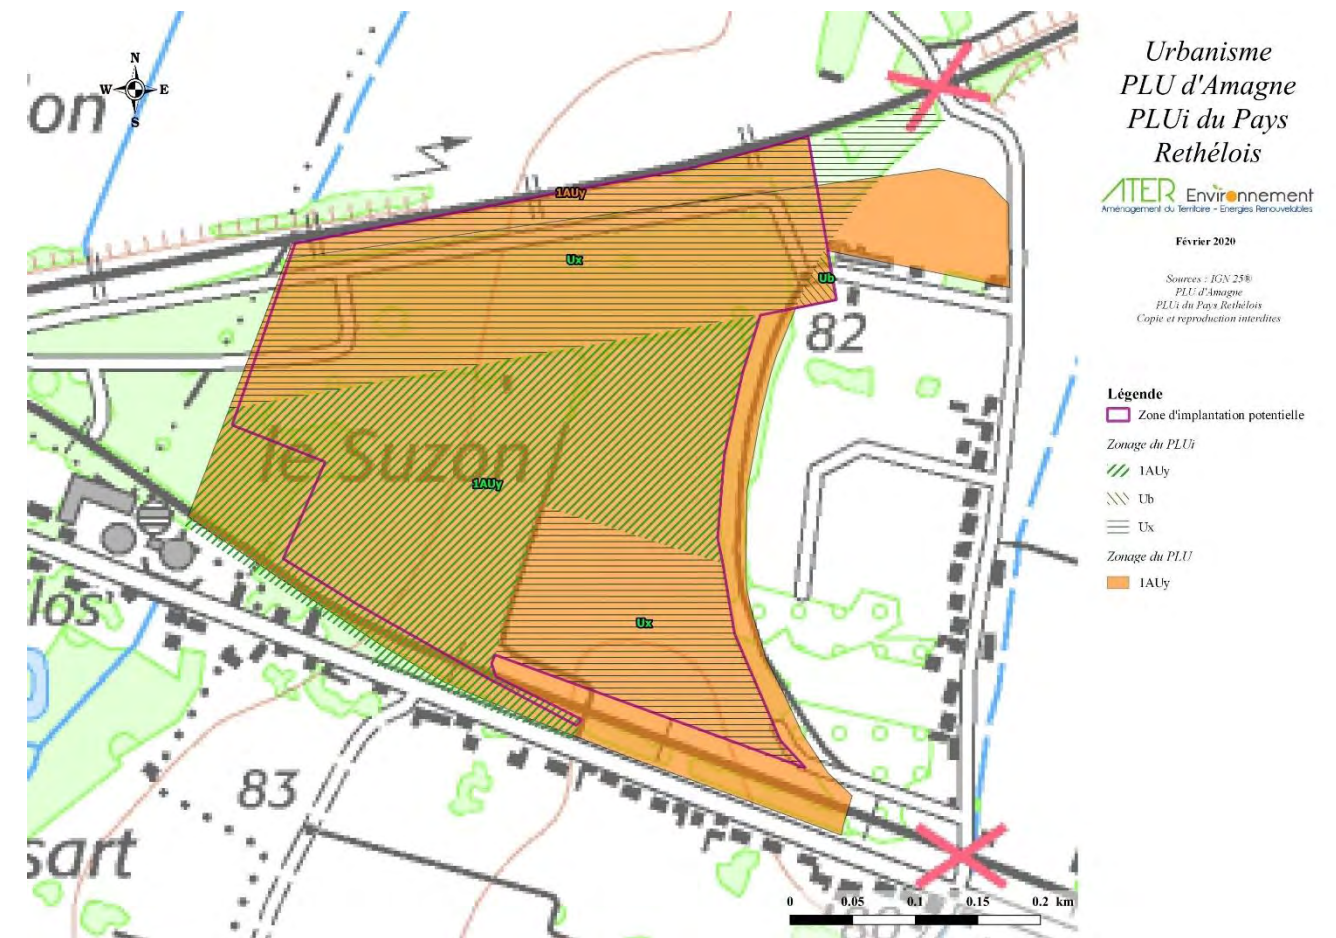 on
N
W
E
S
1AUy
Ux
Ub
82
le Suzon
1AUy
Ux
los
83
sart
0
0.05
0.1
0.15
0.2 km
Urbanisme
PLU d'Amagne
PLUi du Pays
Rethélois
ATER Environnement
Aménagement du Territoire - Energies Renouvelables
Février 2020
Sources : IGN 25®
PLU d'Amagne
PLUi du Pays Rethélois
Copie et reproduction interdites
Légende
Zone d'implantation potentielle
Zonage du PLUi
1AUy
Ub
Ux
Zonage du PLU
1AUy